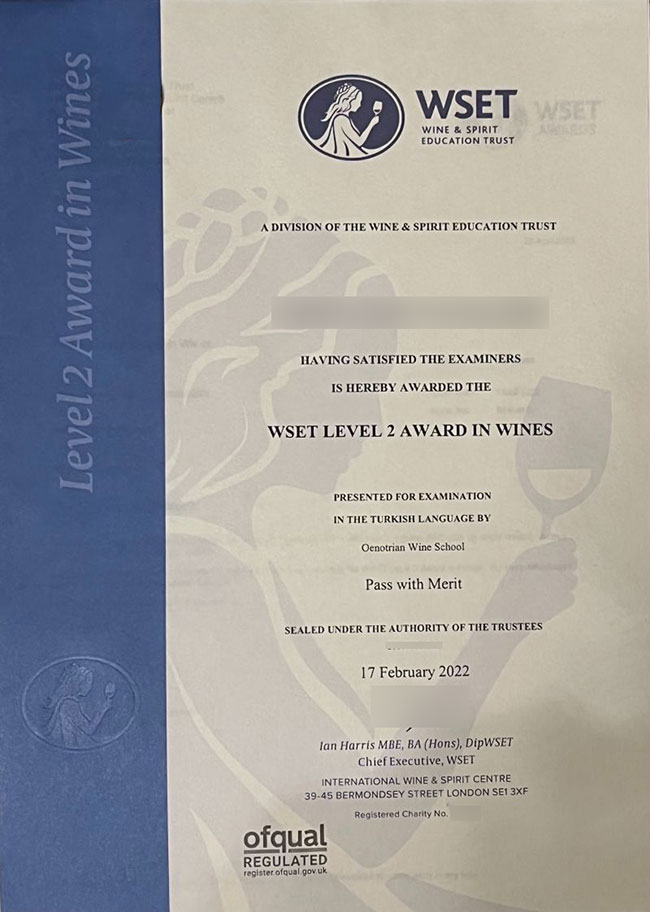 Level 2 Award in Wines
WSET
WINE & SPIRIT
EDUCATION TRUST
WSET
AWARDS
A DIVISION OF THE WINE & SPIRIT EDUCATION TRUST
HAVING SATISFIED THE EXAMINERS
IS HEREBY AWARDED THE
WSET LEVEL 2 AWARD IN WINES
PRESENTED FOR EXAMINATION
IN THE TURKISH LANGUAGE BY
Oenotrian Wine School
Pass with Merit
SEALED UNDER THE AUTHORITY OF THE TRUSTEES
17 February 2022
Ian Harris MBE, BA (Hons), DipWSET
Chief Executive, WSET
INTERNATIONAL WINE & SPIRIT CENTRE
39-45 BERMONDSEY STREET LONDON SE1 3XF
Registered Charity No.
ofqual
REGULATED
register.ofqual.gov.uk